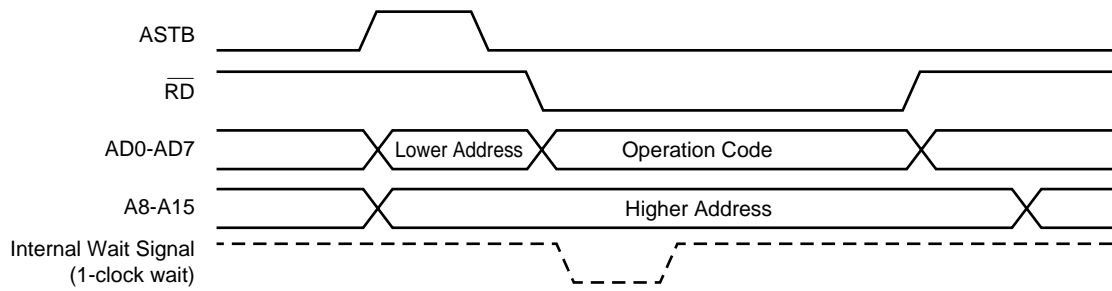 ASTB
RD
AD0-AD7 Lower Address Operation Code
A8-A15 Higher Address
Internal Wait Signal
(1-clock wait)